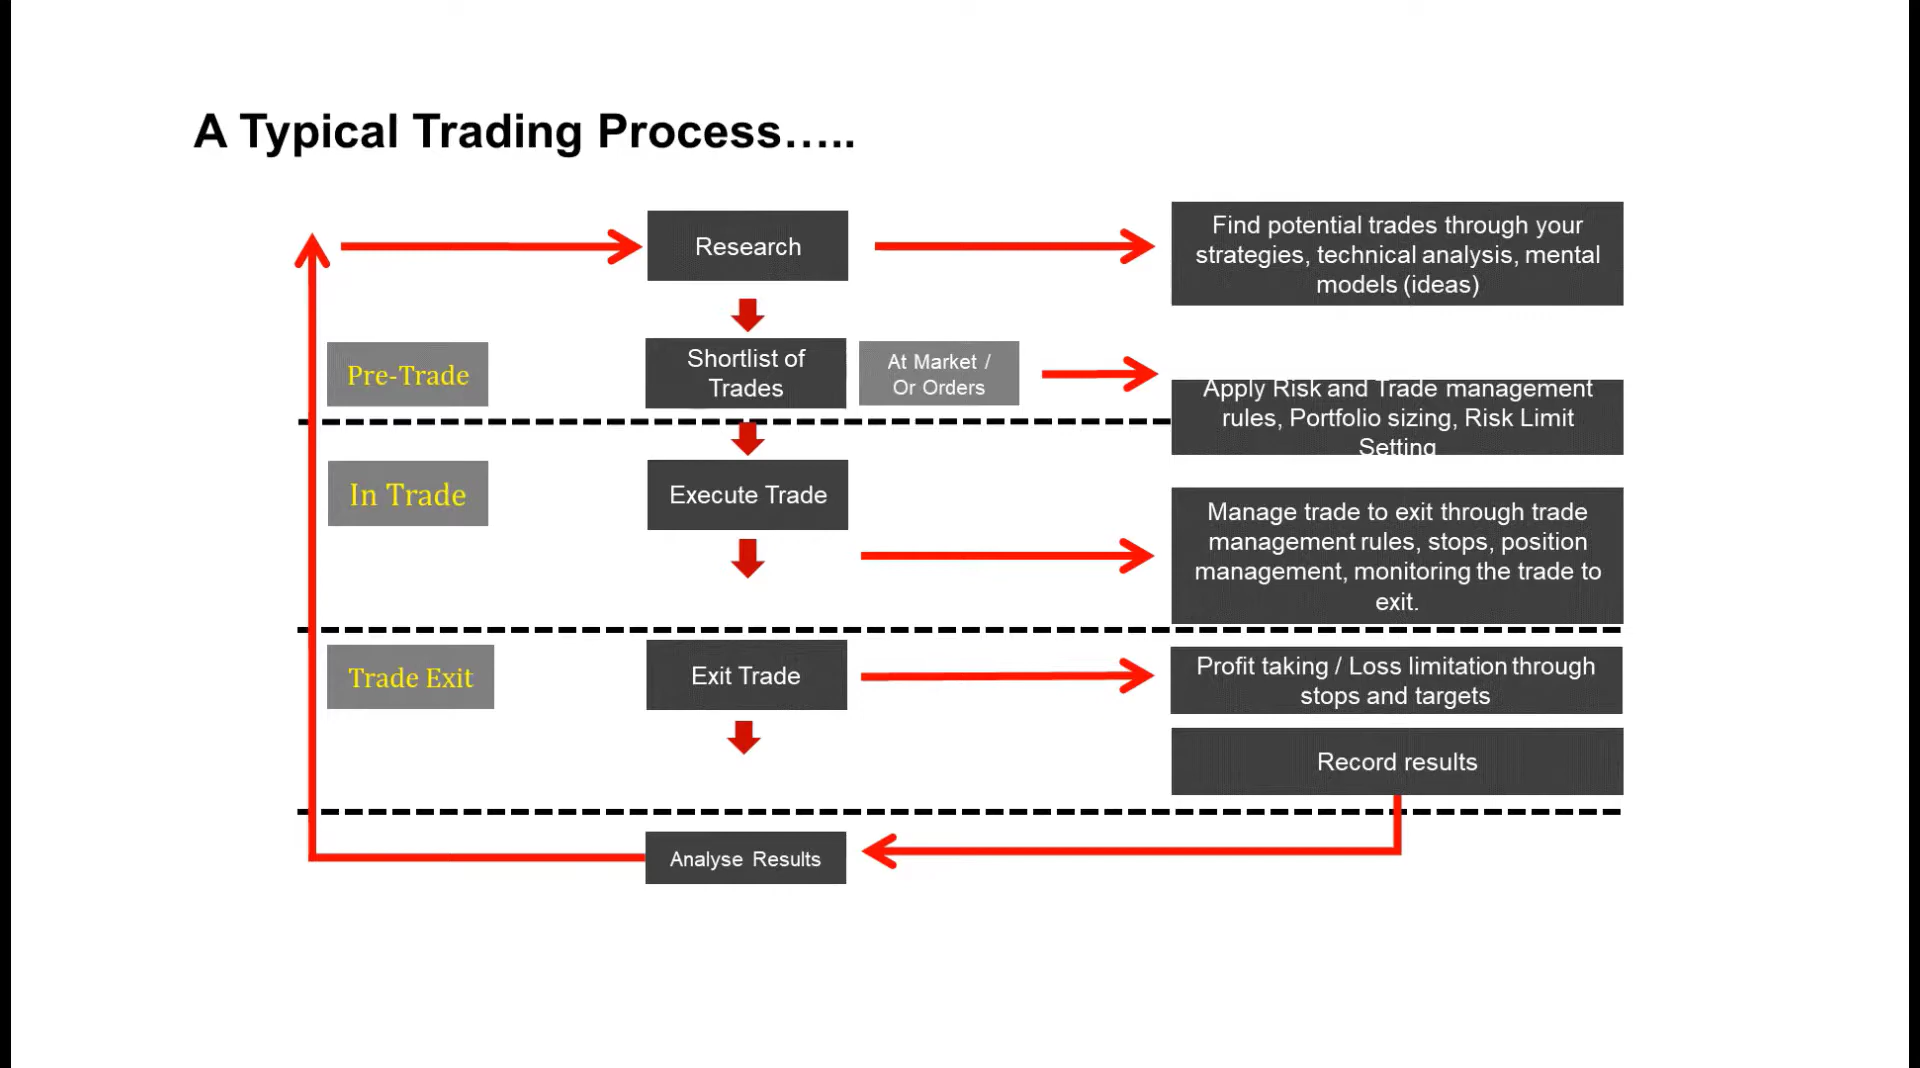 A Typical Trading Process.....
Research
Find potential trades through your
strategies, technical analysis, mental
models (ideas)
Pre-Trade
Shortlist of
Trades
At Market /
Or Orders
Apply Risk and Trade management
rules, Portfolio sizing, Risk Limit
Setting
In Trade
Execute Trade
Manage trade to exit through trade
management rules, stops, position
management, monitoring the trade to
exit.
Trade Exit
Exit Trade
Profit taking / Loss limitation through
stops and targets
Record results
Analyse Results